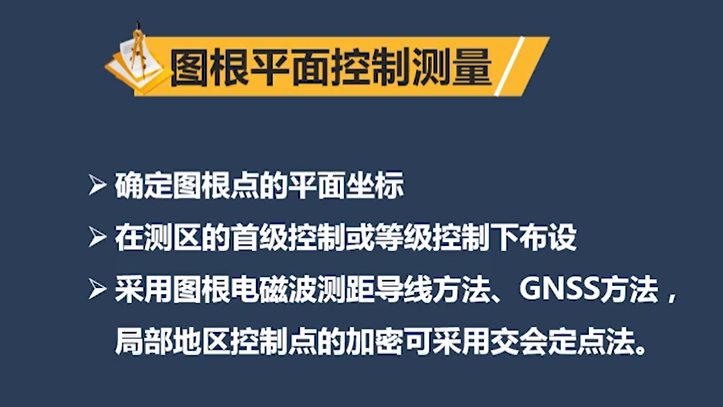 图根平面控制测量
确定图根点的平面坐标
在测区的首级控制或等级控制下布设
采用图根电磁波测距导线方法、GNSS方法，
局部地区控制点的加密可采用交会定点法。